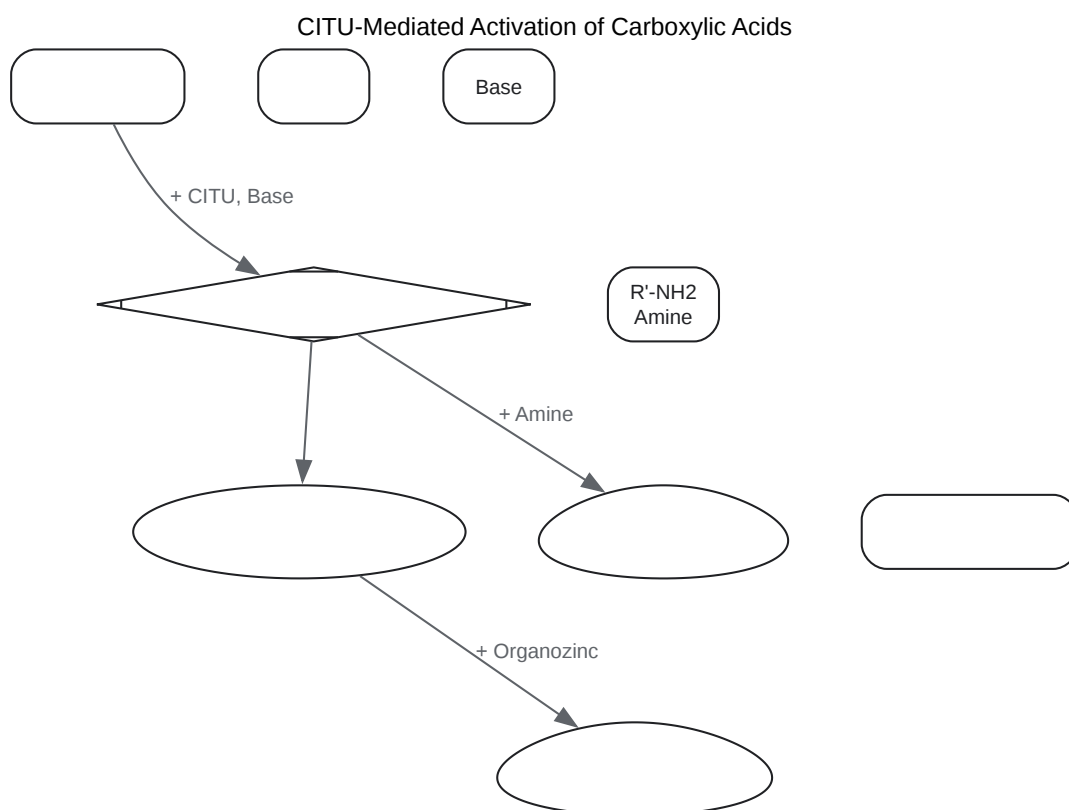 CITU-Mediated Activation of Carboxylic Acids
Base
+ CITU, Base
R'-NH2
Amine
+ Amine
+ Organozinc